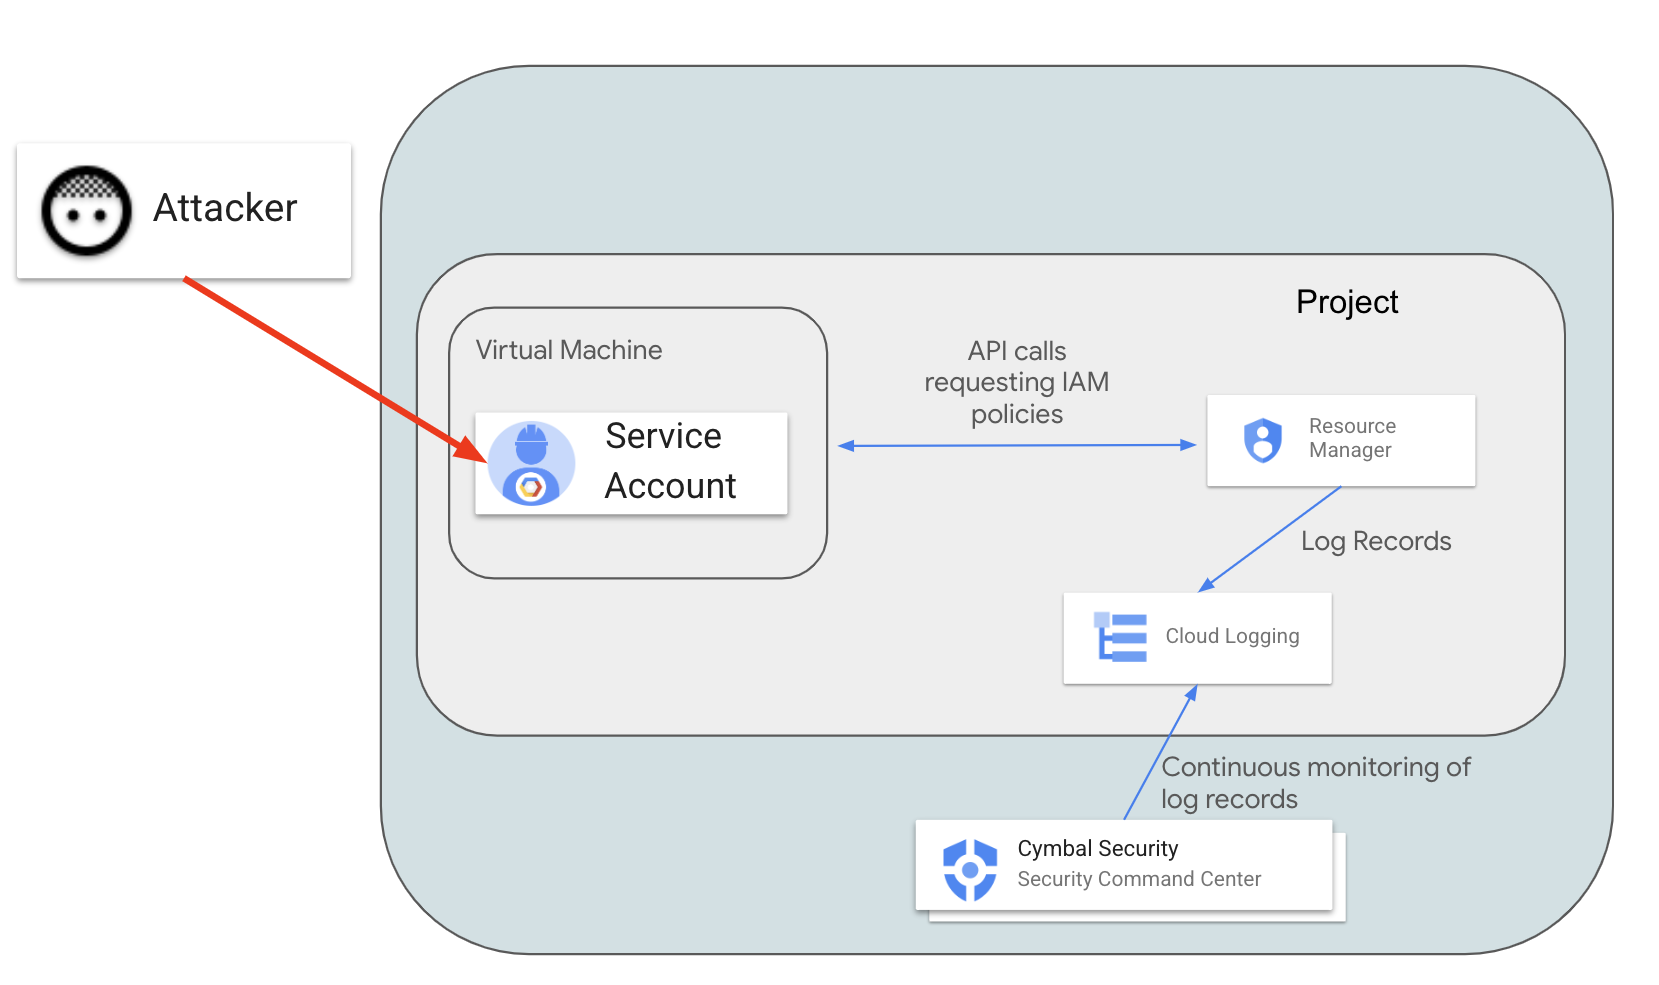 Attacker
Project
Virtual Machine
Service
Account
API calls
requesting IAM
policies
Resource
Manager
Log Records
Cloud Logging
Continuous monitoring of
log records
Cymbal Security
Security Command Center